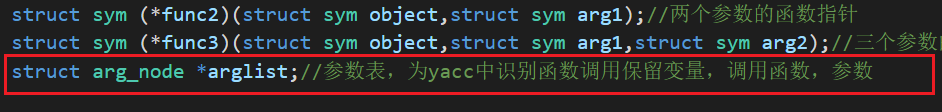 struct sym (*func2)(struct sym object,struct sym arg1);//两个参数的函数指针
struct sym (*func3)(struct sym object,struct sym arg1,struct sym arg2);//三个参数
struct arg_node *arglist;//参数表，为yacc中识别函数调用保留变量，调用函数，参数